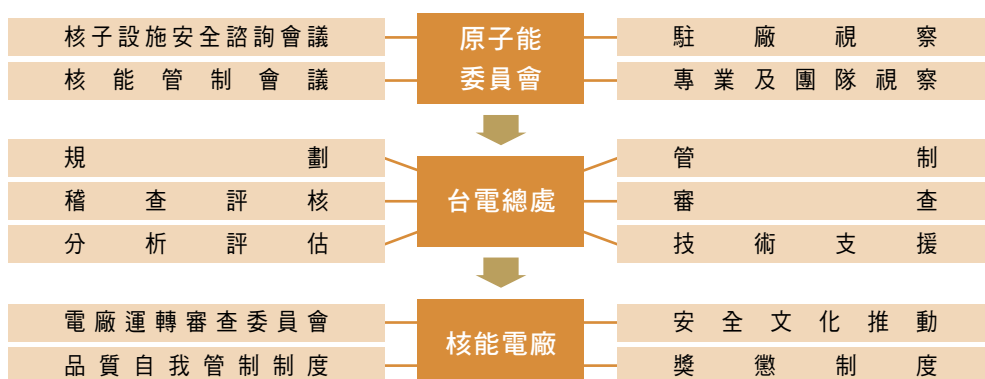 核子設施安全諮詢會議
核能管制會議
原子能
委員會
駐廠視察
專業及團隊視察
規劃
稽查評核
分析評估
台電總處
管制
審查
技術支援
電廠運轉審查委員會
品質自我管制制度
核能電廠
安全文化推動
獎懲制度